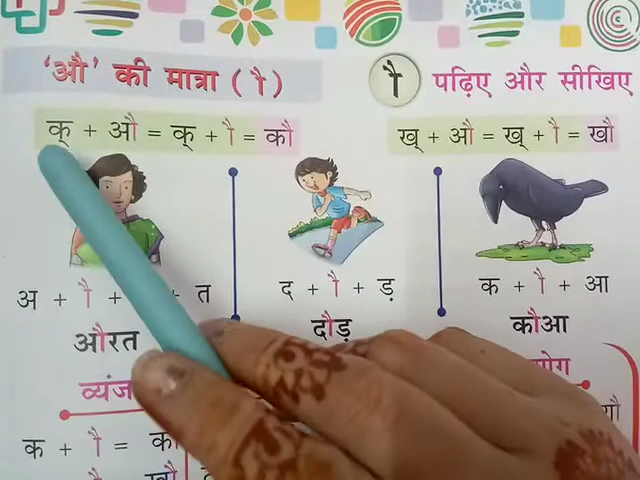 'औ' की मात्रा ( ौ )
ौ पढ़िए और सीखिए
क् + औ = क् + ौ = कौ
ख् + औ = ख् + ौ = खौ
अ + ौ + त
औरत
द + ौ + ड़
दौड़
क + ौ + आ
कौआ
क + ौ =